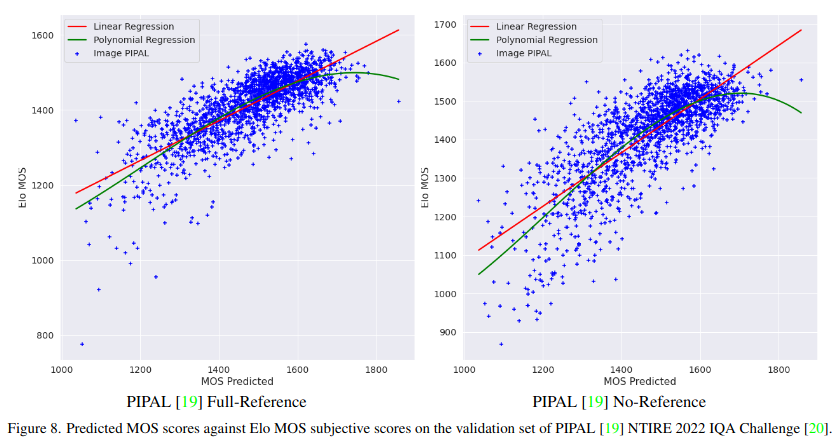 Linear Regression
Polynomial Regression
Image PIPAL
1600
1400
1200
1000
800
Elo MOS
1000
1200
1400
1600
1800
MOS Predicted
PIPAL [19] Full-Reference
Linear Regression
Polynomial Regression
Image PIPAL
1700
1600
1500
1400
1300
1200
1100
1000
900
Elo MOS
1000
1200
1400
1600
1800
MOS Predicted
PIPAL [19] No-Reference
Figure 8. Predicted MOS scores against Elo MOS subjective scores on the validation set of PIPAL [19] NTIRE 2022 IQA Challenge [20].